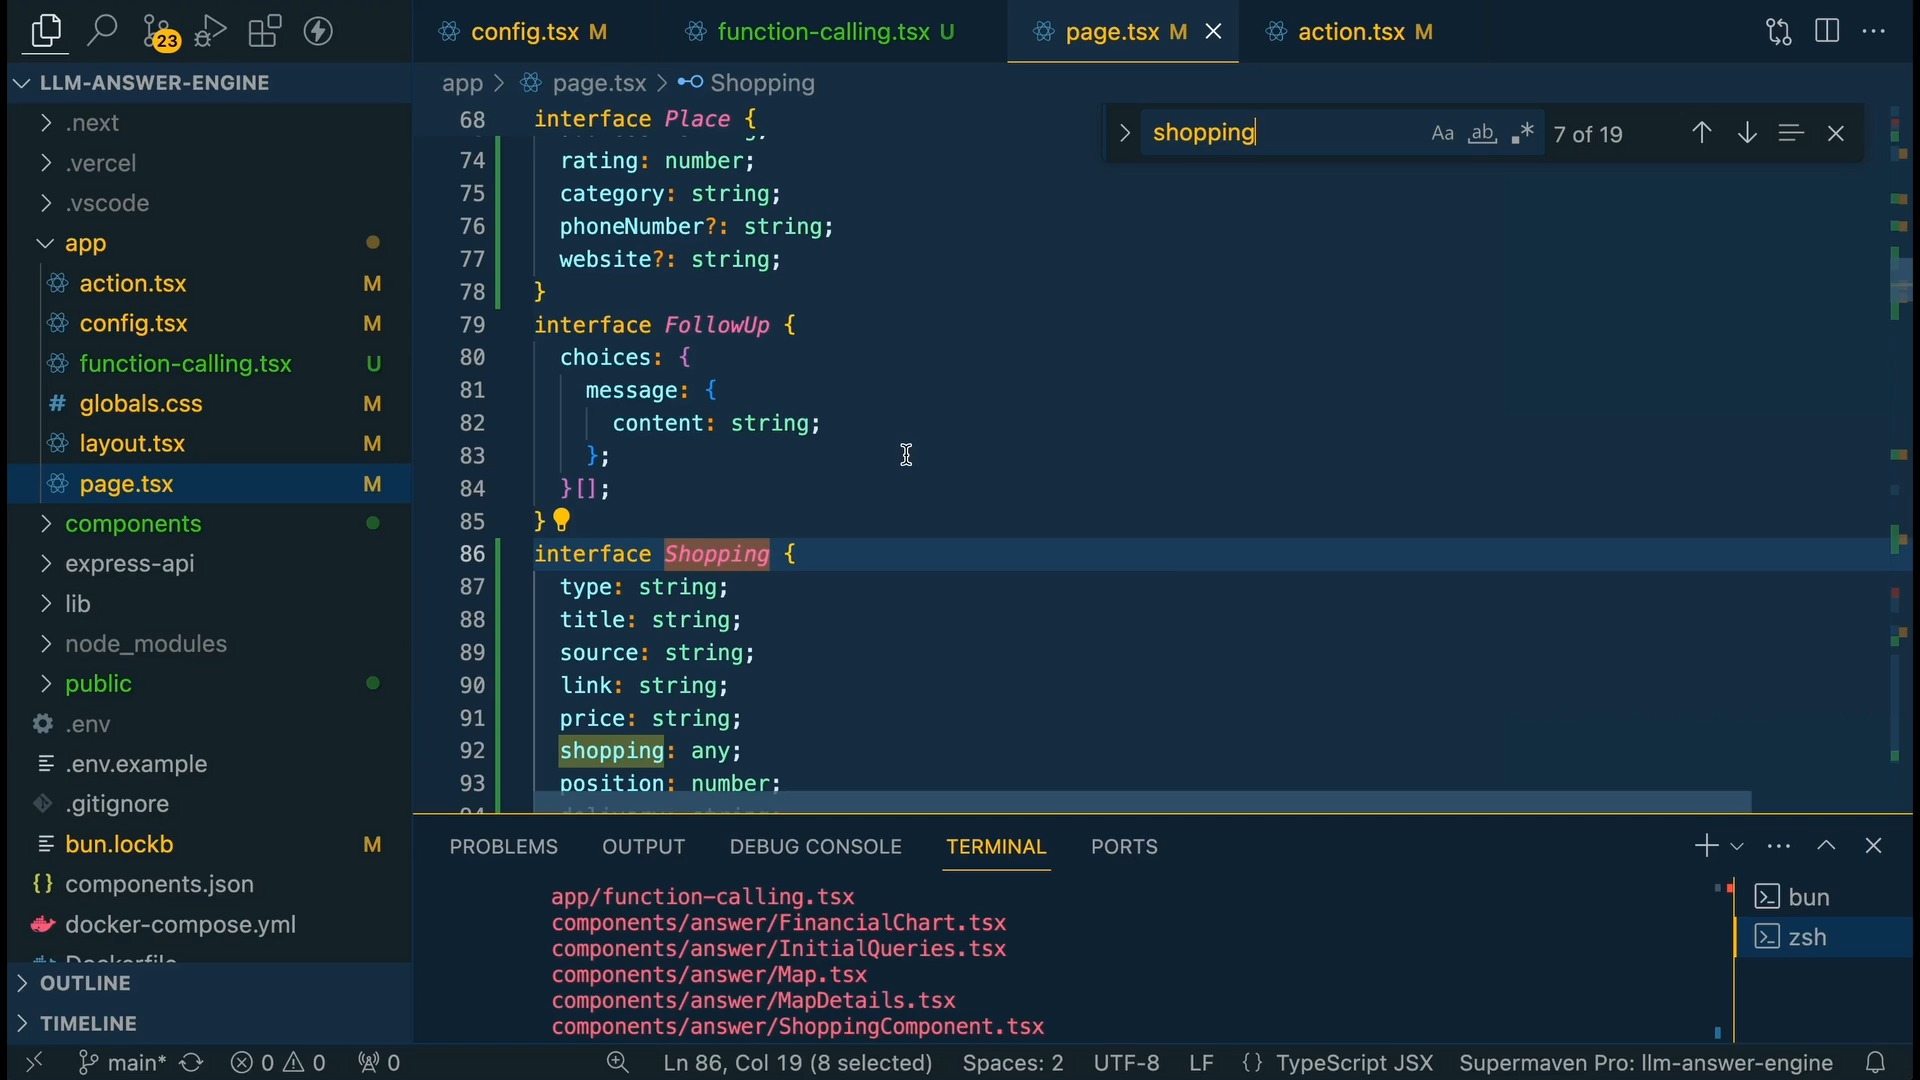 23
config.tsx M
function-calling.tsx U
page.tsx M
action.tsx M
LLM-ANSWER-ENGINE
.next
.vercel
.vscode
app
action.tsx M
config.tsx M
function-calling.tsx U
# globals.css M
layout.tsx M
page.tsx M
components
express-api
lib
node_modules
public
.env
.env.example
.gitignore
bun.lockb M
{} components.json
docker-compose.yml
Dockerfile
OUTLINE
TIMELINE
app > page.tsx > Shopping
shopping Aa ab 7 of 19
68 interface Place {
74 rating: number;
75 category: string;
76 phoneNumber?: string;
77 website?: string;
78 }
79 interface FollowUp {
80 choices: {
81 message: {
82 content: string;
83 };
84 }[];
85 }
86 interface Shopping {
87 type: string;
88 title: string;
89 source: string;
90 link: string;
91 price: string;
92 shopping: any;
93 position: number;
PROBLEMS OUTPUT DEBUG CONSOLE TERMINAL PORTS
app/function-calling.tsx
components/answer/FinancialChart.tsx
components/answer/InitialQueries.tsx
components/answer/Map.tsx
components/answer/MapDetails.tsx
components/answer/ShoppingComponent.tsx
bun
zsh
main* 0 0 0 Ln 86, Col 19 (8 selected) Spaces: 2 UTF-8 LF {} TypeScript JSX Supermaven Pro: llm-answer-engine